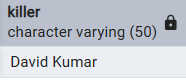 killer
character varying (50)
David Kumar